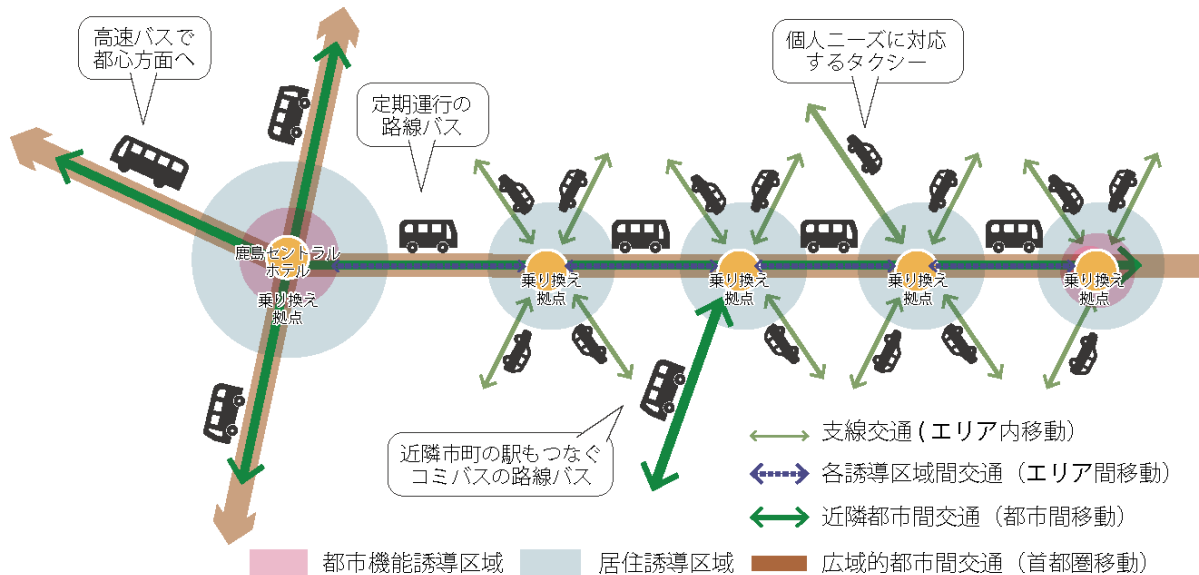 高速バスで
都心方面へ
定期運行の
路線バス
個人ニーズに対応
するタクシー
鹿島セントラル
ホテル
乗り換え
拠点
乗り換え
拠点
乗り換え
拠点
乗り換え
拠点
乗り換え
拠点
近隣市町の駅もつなぐ
コミバスの路線バス
支線交通(エリア内移動)
各誘導区域間交通（エリア間移動）
近隣都市間交通（都市間移動）
都市機能誘導区域
居住誘導区域
広域的都市間交通（首都圏移動）